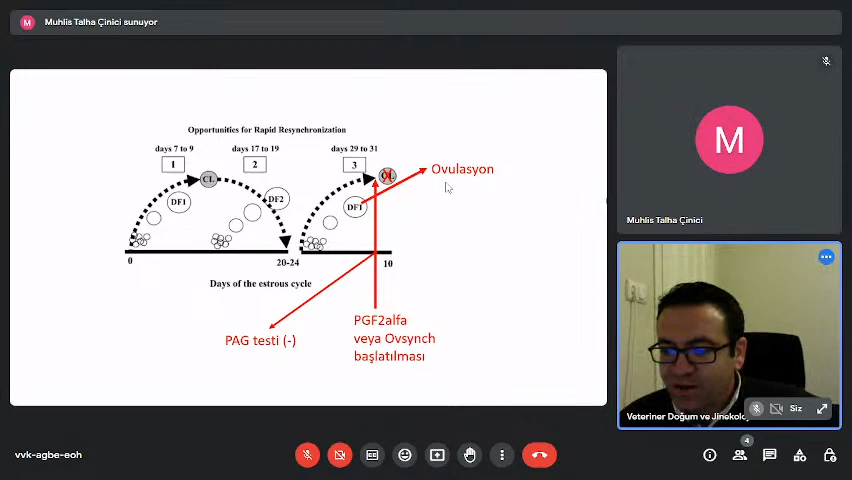 Muhlis Talha Çinici sunuyor
Opportunities for Rapid Resynchronization
days 7 to 9
days 17 to 19
days 29 to 31
1
2
3
CL
Ovulasyon
DF1
DF2
DF1
0
20-24
10
Days of the estrous cycle
PAG testi (-)
PGF2alfa
veya Ovsynch
başlatılması
M
Muhlis Talha Çinici
Veteriner Doğum ve Jinekoloj
Siz
vvk-agbe-eoh
4